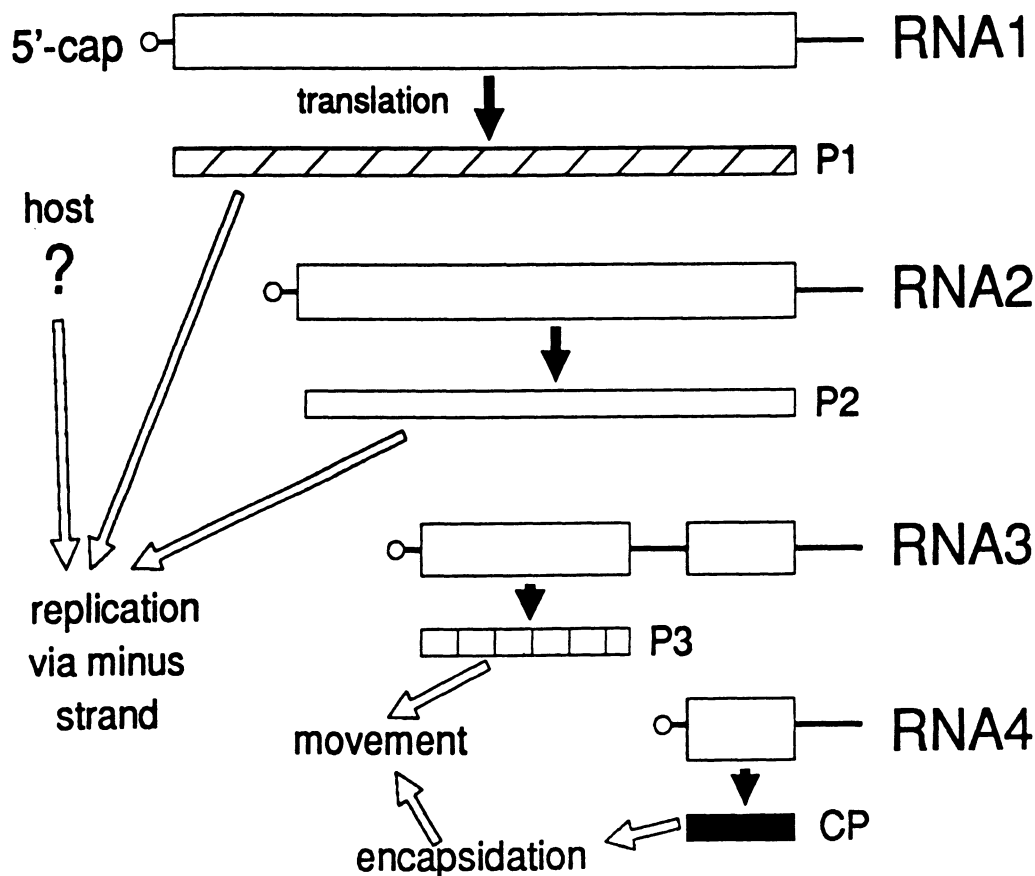 5'-cap
RNA1
translation
P1
host
?
RNA2
P2
RNA3
replication
via minus
strand
P3
movement
RNA4
CP
encapsidation